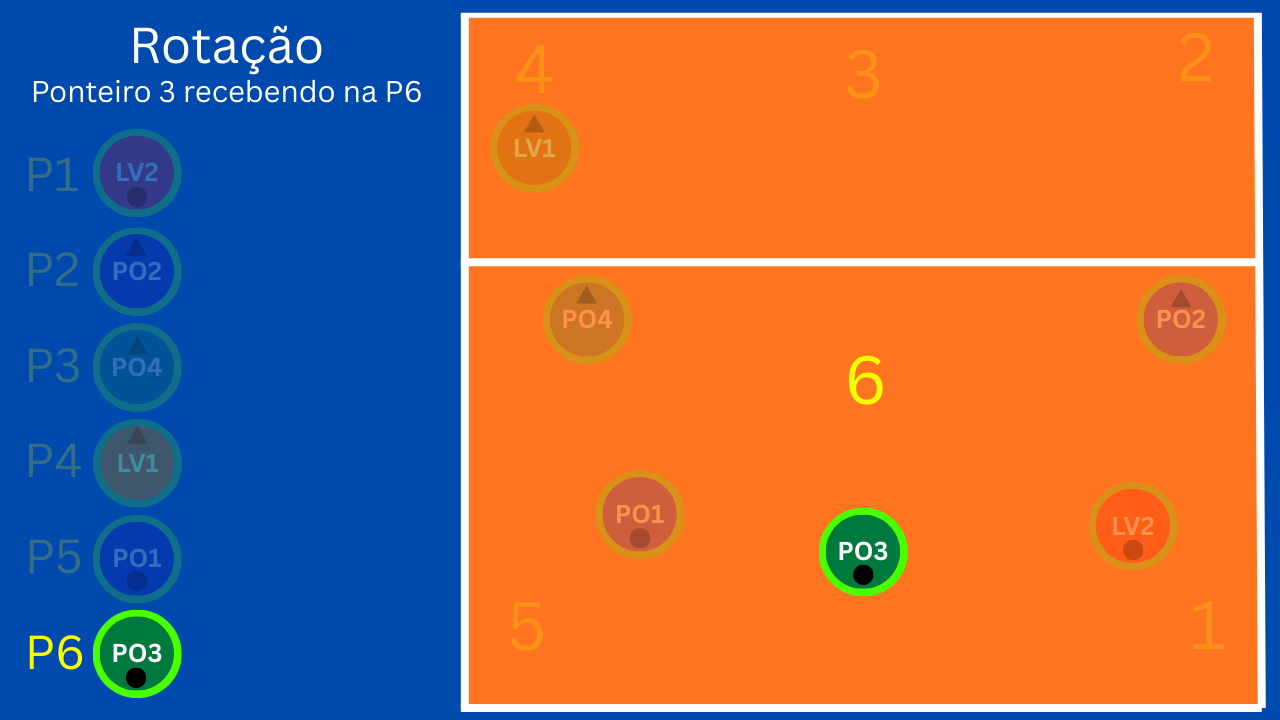 Rotação
Ponteiro 3 recebendo na P6
P1 LV2
P2 PO2
P3 PO4
P4 LV1
P5 PO1
P6 PO3
4 3 2
LV1
PO4 PO2
6
PO1 PO3 LV2
5 1